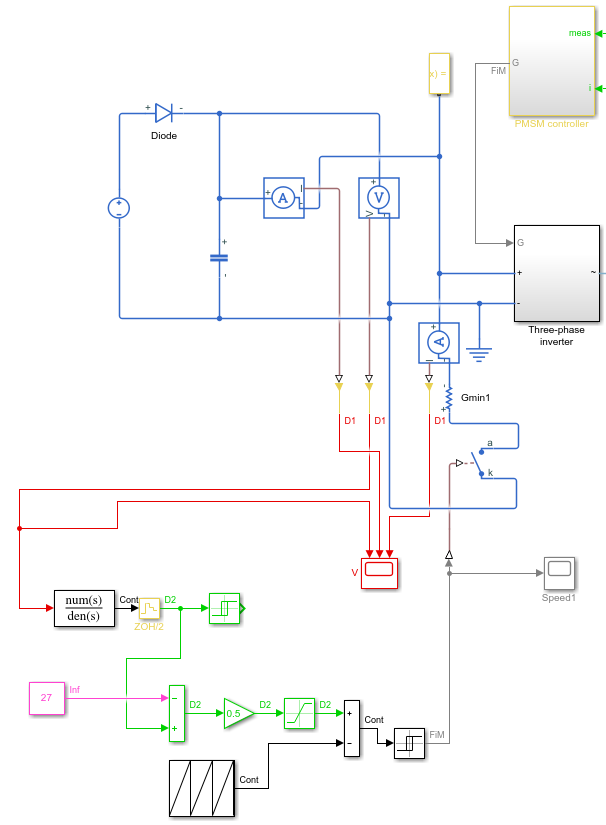 meas
G
FiM
i
PMSM controller
x) =
+
-
Diode
+
-
+
A
I
+
V
V
+
-
G
+
-
~
Three-phase
inverter
+
A
I
-
+
Gmin1
D1
D1
D1
a
k
V
Speed1
num(s)
den(s)
Cont
ZOH/2
D2
27
Inf
-
+
D2
0.5
D2
D2
+
-
Cont
FiM
Cont